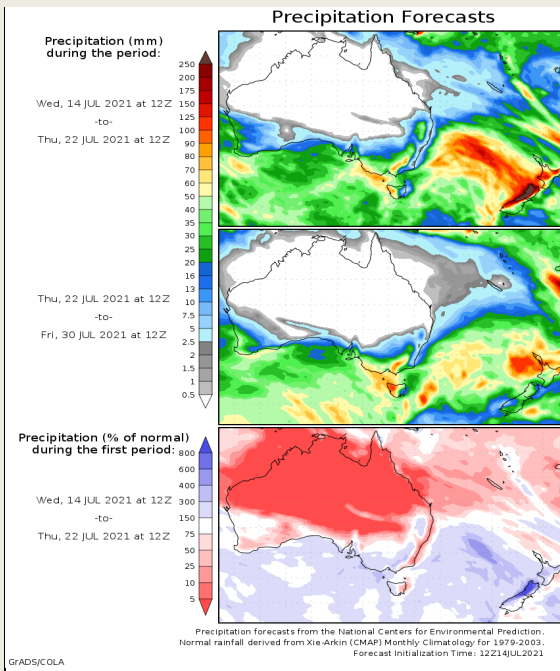 Precipitation Forecasts
Precipitation (mm)
during the period:
Wed, 14 JUL 2021 at 12Z
-to-
Thu, 22 JUL 2021 at 12Z
250
200
175
150
125
100
90
80
70
60
50
40
35
30
25
20
16
13
10
7.5
5
2.5
2
1.5
1
0.5
Thu, 22 JUL 2021 at 12Z
-to-
Fri, 30 JUL 2021 at 12Z
Precipitation (% of normal)
during the first period:
Wed, 14 JUL 2021 at 12Z
-to-
Thu, 22 JUL 2021 at 12Z
800
600
400
300
150
75
50
25
10
5
Precipitation forecasts from the National Centers for Environmental Prediction.
Normal rainfall derived from Xie-Arkin (CMAP) Monthly Climatology for 1979-2003.
Forecast Initialization Time: 12Z14JUL2021
GrADS/COLA